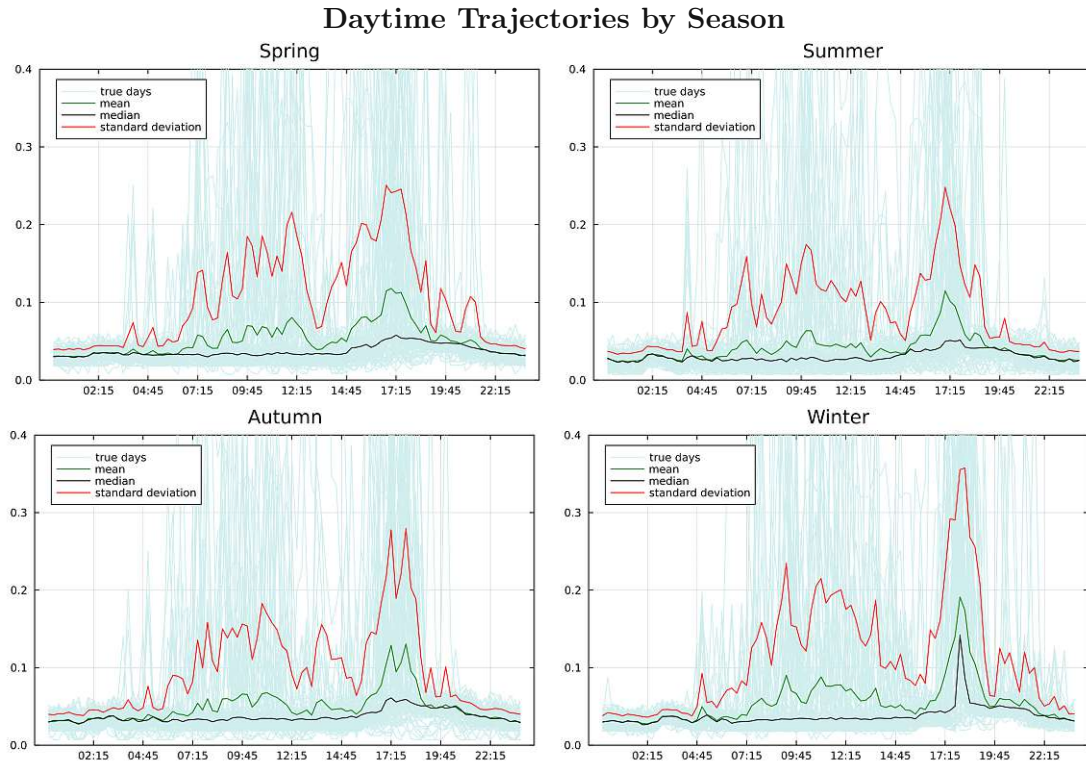 Daytime Trajectories by Season
Spring
0.4
0.3
0.2
0.1
0.0
true days
mean
median
standard deviation
02:15 04:45 07:15 09:45 12:15 14:45 17:15 19:45 22:15
Summer
0.4
0.3
0.2
0.1
0.0
true days
mean
median
standard deviation
02:15 04:45 07:15 09:45 12:15 14:45 17:15 19:45 22:15
Autumn
0.4
0.3
0.2
0.1
0.0
true days
mean
median
standard deviation
02:15 04:45 07:15 09:45 12:15 14:45 17:15 19:45 22:15
Winter
0.4
0.3
0.2
0.1
0.0
true days
mean
median
standard deviation
02:15 04:45 07:15 09:45 12:15 14:45 17:15 19:45 22:15